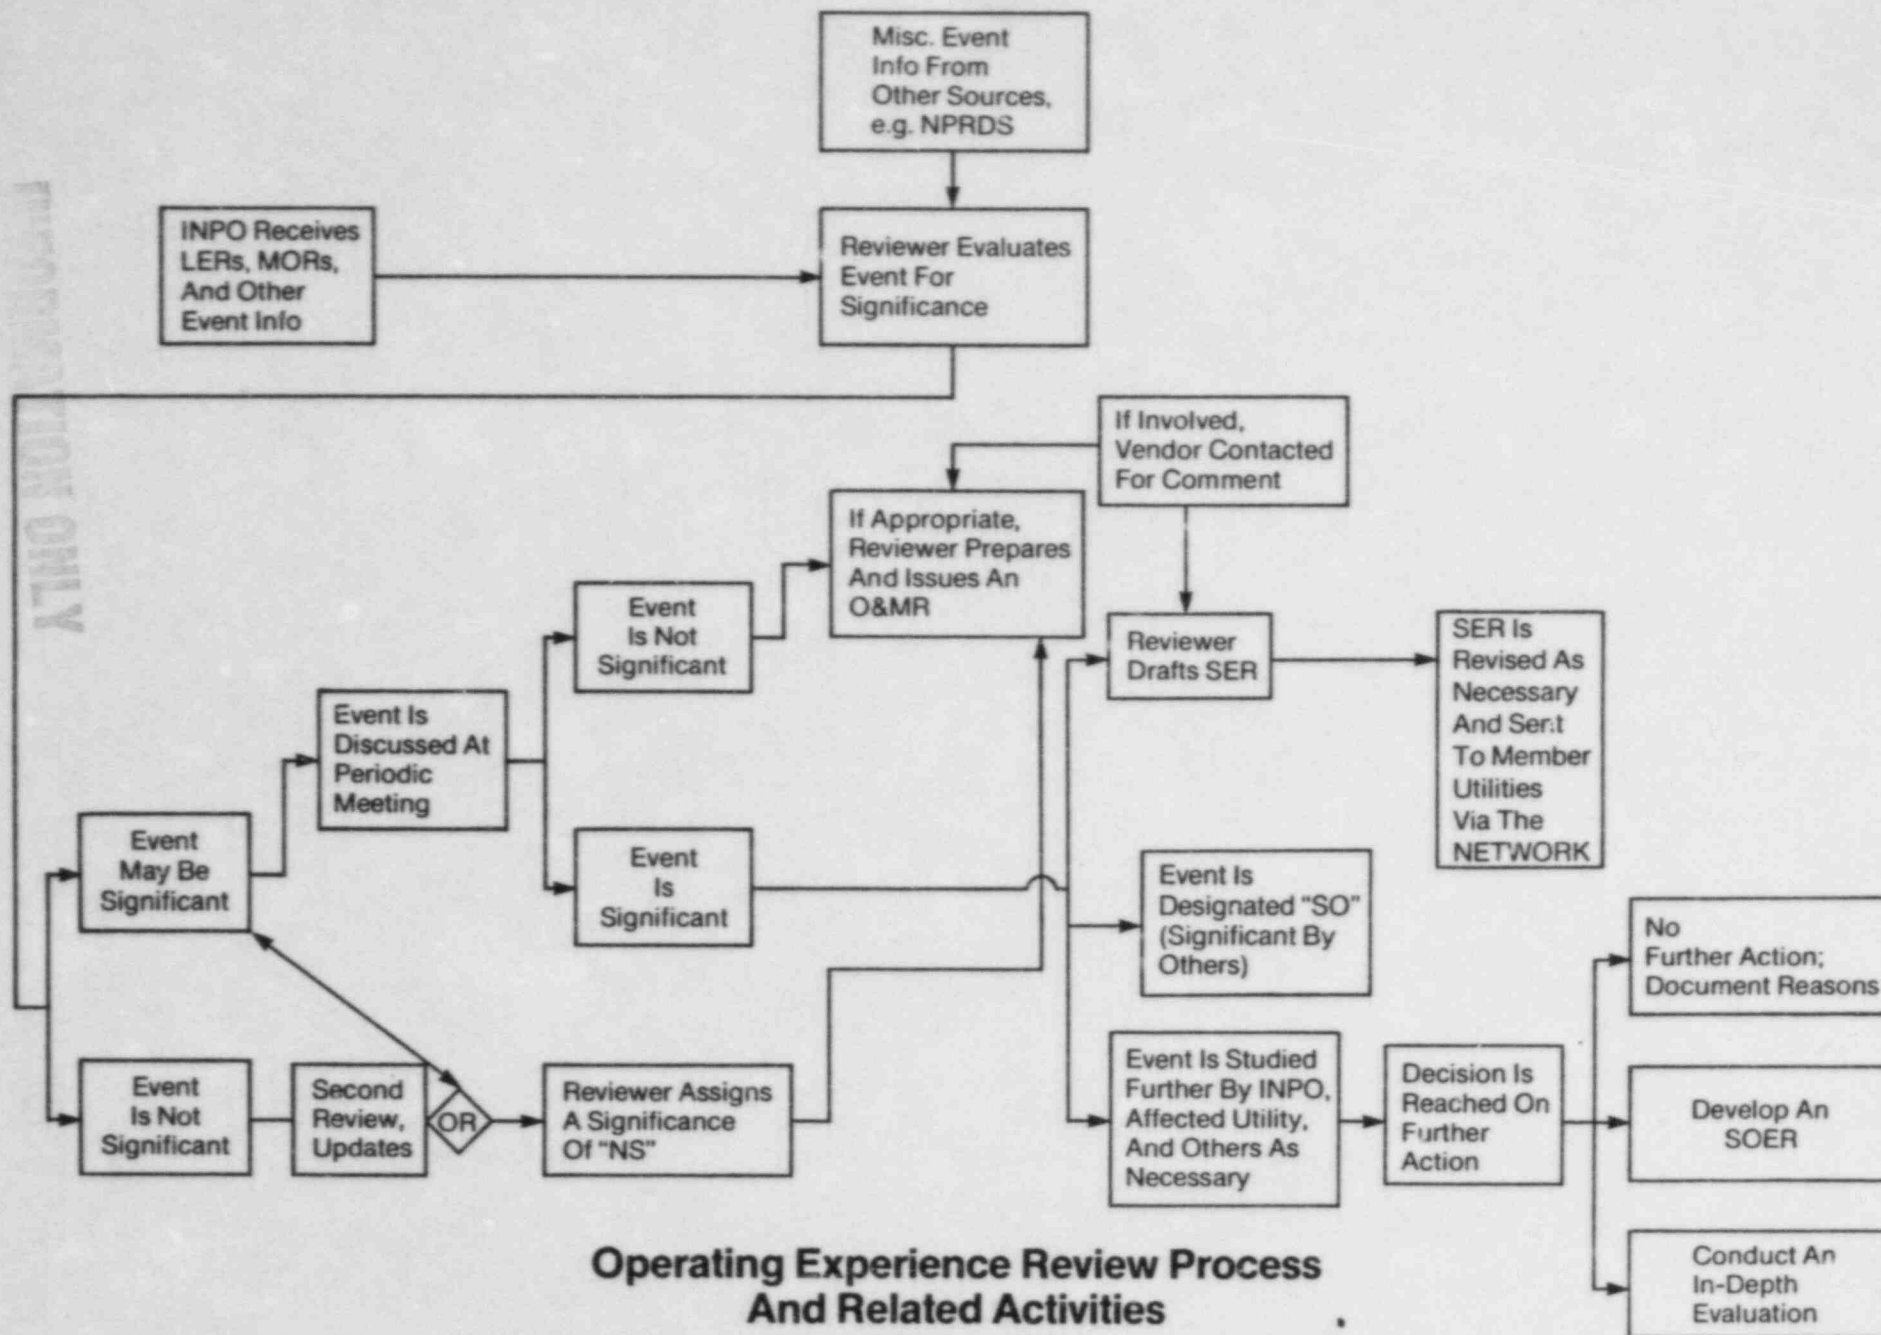 Misc. Event
Info From
Other Sources,
e.g. NPRDS
INPO Receives
LERs, MORs,
And Other
Event Info
Reviewer Evaluates
Event For
Significance
If Involved,
Vendor Contacted
For Comment
If Appropriate,
Reviewer Prepares
And Issues An
O&MR
Event
Is Not
Significant
Reviewer
Drafts SER
SER Is
Revised As
Necessary
And Sent
To Member
Utilities
Via The
NETWORK
Event Is
Discussed At
Periodic
Meeting
Event
May Be
Significant
Event
Is
Significant
Event Is
Designated "SO"
(Significant By
Others)
No
Further Action;
Document Reasons
Event
Is Not
Significant
Second
Review,
Updates
OR
Reviewer Assigns
A Significance
Of "NS"
Event Is Studied
Further By INPO,
Affected Utility,
And Others As
Necessary
Decision Is
Reached On
Further
Action
Develop An
SOER
Conduct An
In-Depth
Evaluation
Operating Experience Review Process
And Related Activities
ONLY